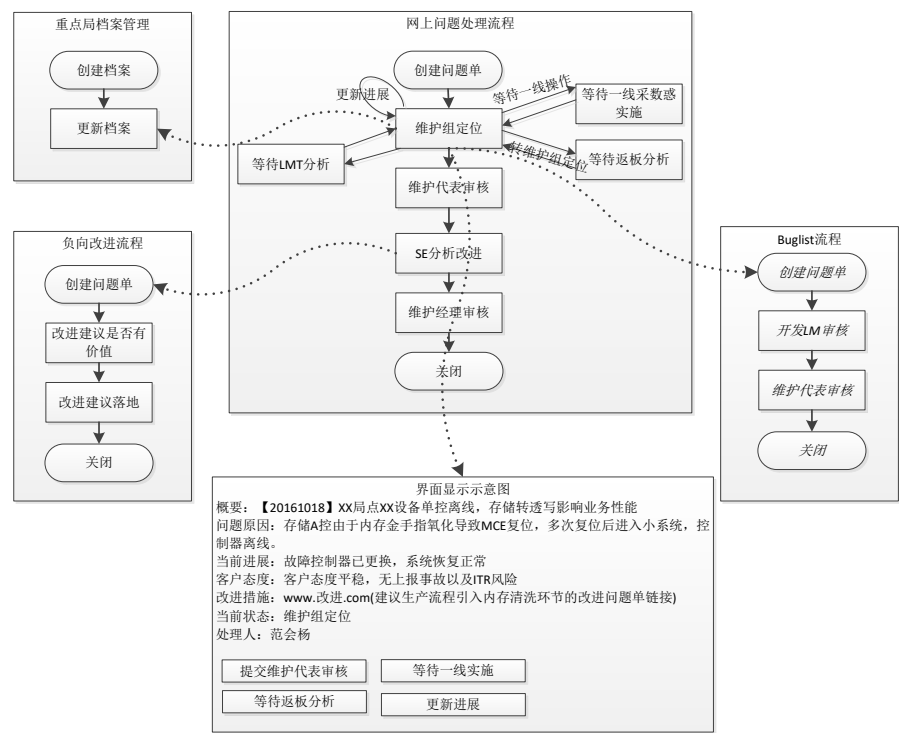 重点局档案管理
创建档案
更新档案
网上问题处理流程
创建问题单
更新进展
等待一线操作
等待一线采数惑
实施
维护组定位
转维护组定位
等待返板分析
等待LMT分析
维护代表审核
SE分析改进
维护经理审核
关闭
负向改进流程
创建问题单
改进建议是否有
价值
改进建议落地
关闭
Buglist流程
创建问题单
开发LM审核
维护代表审核
关闭
界面显示示意图
概要：【20161018】XX局点XX设备单控离线，存储转透写影响业务性能
问题原因：存储A控由于内存金手指氧化导致MCE复位，多次复位后进入小系统，控
制器离线。
当前进展：故障控制器已更换，系统恢复正常
客户态度：客户态度平稳，无上报事故以及ITR风险
改进措施：www.改进.com(建议生产流程引入内存清洗环节的改进问题单链接)
当前状态：维护组定位
处理人：范会杨
提交维护代表审核
等待一线实施
等待返板分析
更新进展